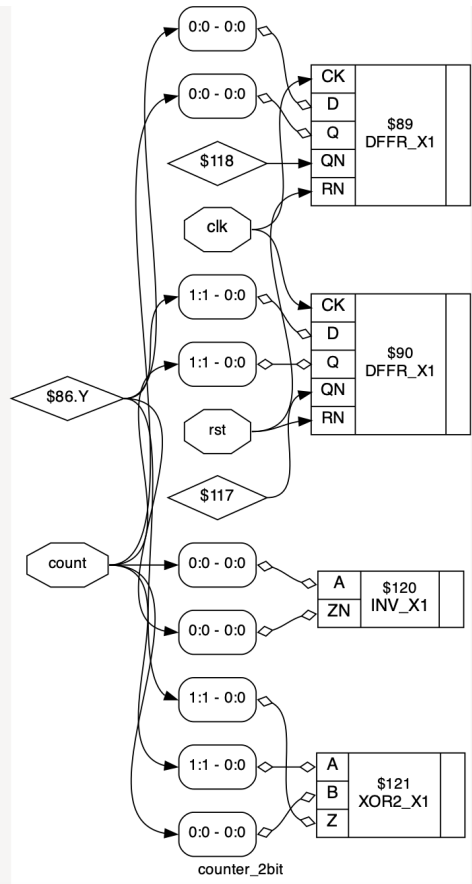 0:0 - 0:0
0:0 - 0:0
CK
D
Q
QN
RN
$89
DFFR_X1
$118
clk
1:1 - 0:0
1:1 - 0:0
CK
D
Q
QN
RN
$90
DFFR_X1
$86.Y
rst
$117
count
0:0 - 0:0
0:0 - 0:0
A
ZN
$120
INV_X1
1:1 - 0:0
1:1 - 0:0
0:0 - 0:0
A
B
Z
$121
XOR2_X1
counter_2bit